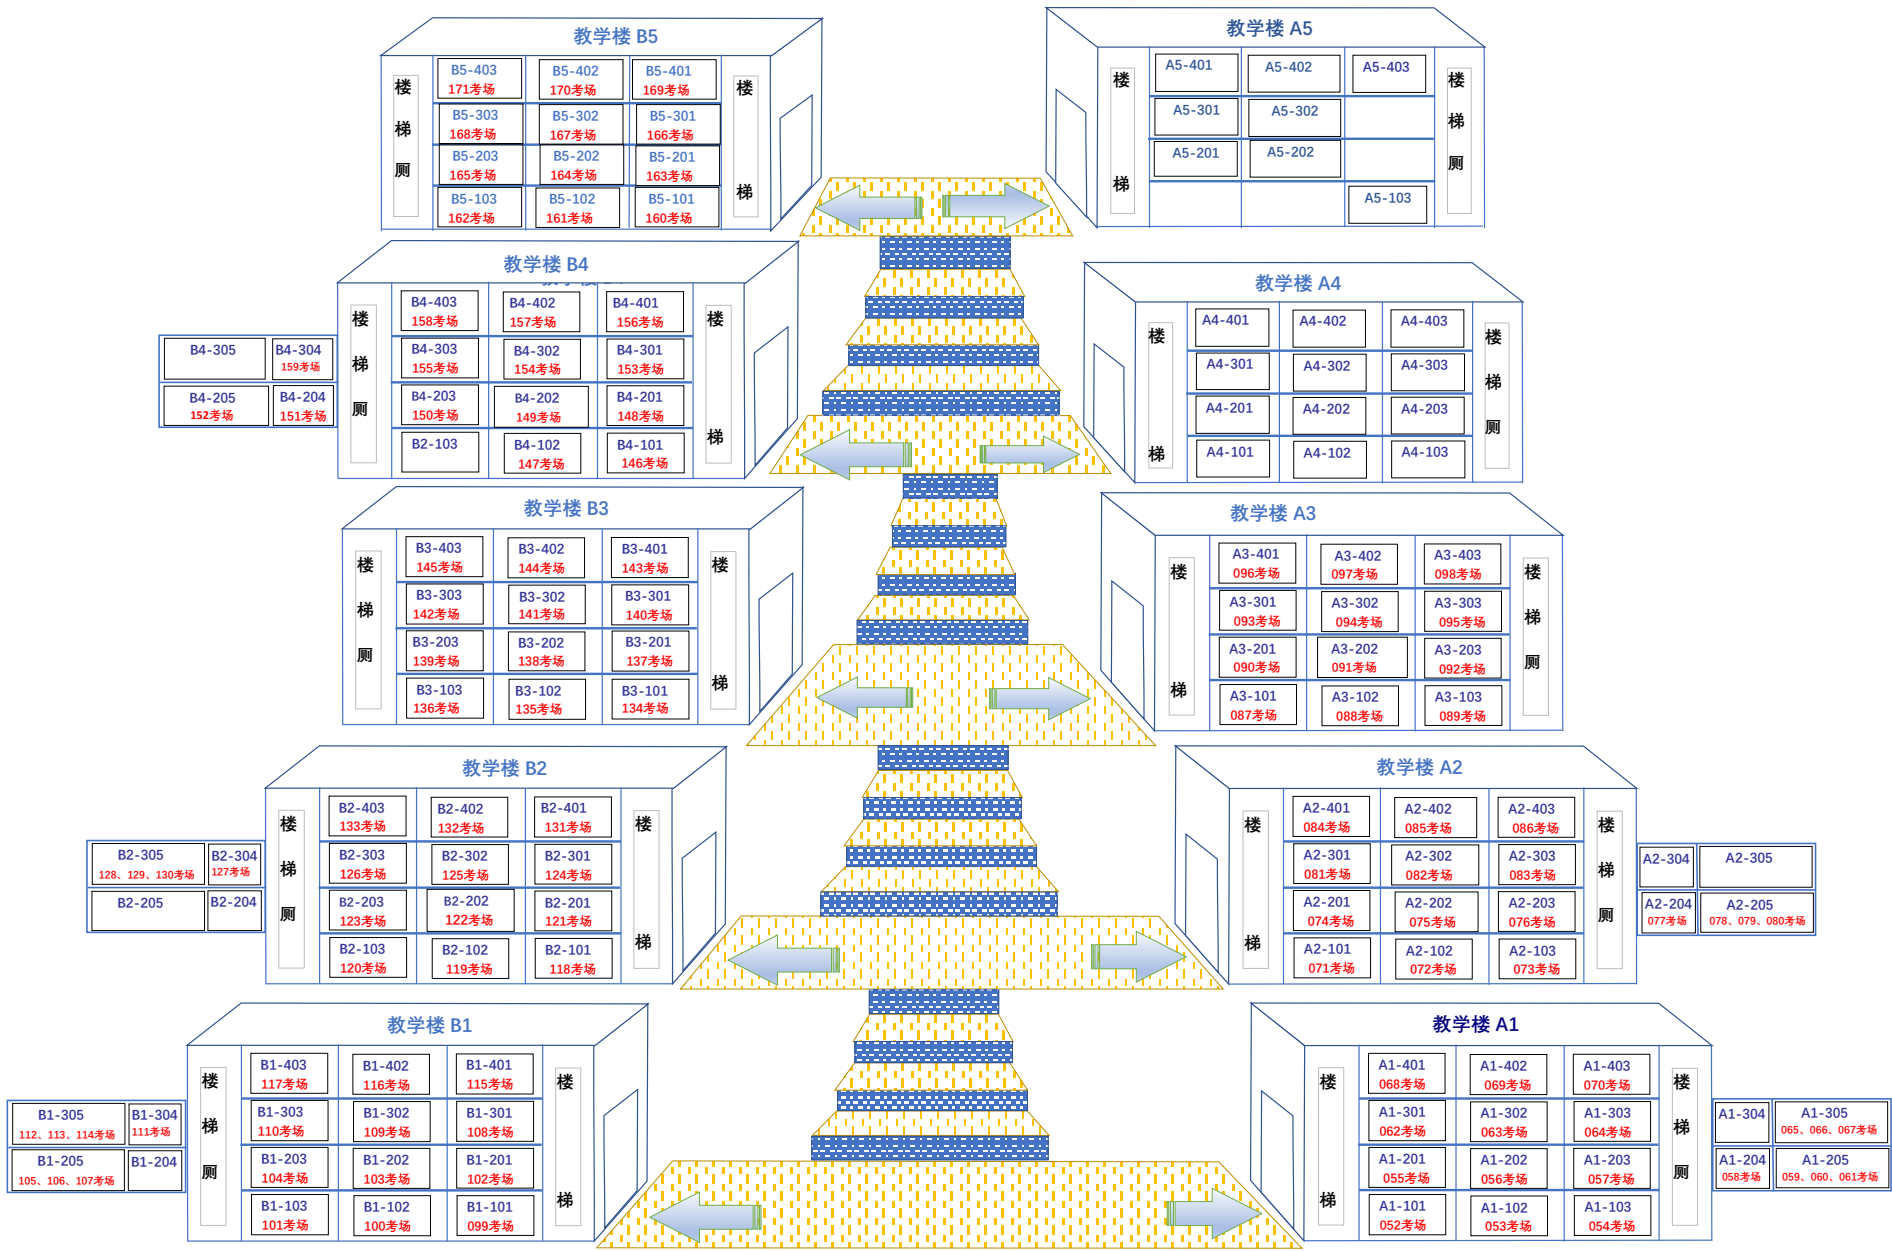 教学楼 B5
楼
梯
厕
B5-403
171考场
B5-402
170考场
B5-401
169考场
B5-303
168考场
B5-302
167考场
B5-301
166考场
B5-203
165考场
B5-202
164考场
B5-201
163考场
B5-103
162考场
B5-102
161考场
B5-101
160考场
楼
梯
教学楼 A5
楼
梯
A5-401
A5-402
A5-403
A5-301
A5-302
A5-201
A5-202
A5-103
楼
梯
厕
教学楼 B4
B4-305
B4-304
159考场
B4-205
152考场
B4-204
151考场
楼
梯
厕
B4-403
158考场
B4-402
157考场
B4-401
156考场
B4-303
155考场
B4-302
154考场
B4-301
153考场
B4-203
150考场
B4-202
149考场
B4-201
148考场
B2-103
B4-102
147考场
B4-101
146考场
楼
梯
教学楼 A4
楼
梯
A4-401
A4-402
A4-403
A4-301
A4-302
A4-303
A4-201
A4-202
A4-203
A4-101
A4-102
A4-103
楼
梯
厕
教学楼 B3
楼
梯
厕
B3-403
145考场
B3-402
144考场
B3-401
143考场
B3-303
142考场
B3-302
141考场
B3-301
140考场
B3-203
139考场
B3-202
138考场
B3-201
137考场
B3-103
136考场
B3-102
135考场
B3-101
134考场
楼
梯
教学楼 A3
楼
梯
A3-401
096考场
A3-402
097考场
A3-403
098考场
A3-301
093考场
A3-302
094考场
A3-303
095考场
A3-201
090考场
A3-202
091考场
A3-203
092考场
A3-101
087考场
A3-102
088考场
A3-103
089考场
楼
梯
厕
教学楼 B2
B2-305
128、129、130考场
B2-304
127考场
B2-205
B2-204
楼
梯
厕
B2-403
133考场
B2-402
132考场
B2-401
131考场
B2-303
126考场
B2-302
125考场
B2-301
124考场
B2-203
123考场
B2-202
122考场
B2-201
121考场
B2-103
120考场
B2-102
119考场
B2-101
118考场
楼
梯
教学楼 A2
楼
梯
A2-401
084考场
A2-402
085考场
A2-403
086考场
A2-301
081考场
A2-302
082考场
A2-303
083考场
A2-201
074考场
A2-202
075考场
A2-203
076考场
A2-101
071考场
A2-102
072考场
A2-103
073考场
楼
梯
厕
A2-304
A2-305
A2-204
077考场
A2-205
078、079、080考场
教学楼 B1
B1-305
112、113、114考场
B1-304
111考场
B1-205
105、106、107考场
B1-204
楼
梯
厕
B1-403
117考场
B1-402
116考场
B1-401
115考场
B1-303
110考场
B1-302
109考场
B1-301
108考场
B1-203
104考场
B1-202
103考场
B1-201
102考场
B1-103
101考场
B1-102
100考场
B1-101
099考场
楼
梯
教学楼 A1
楼
梯
A1-401
068考场
A1-402
069考场
A1-403
070考场
A1-301
062考场
A1-302
063考场
A1-303
064考场
A1-201
055考场
A1-202
056考场
A1-203
057考场
A1-101
052考场
A1-102
053考场
A1-103
054考场
楼
梯
厕
A1-304
A1-305
065、066、067考场
A1-204
058考场
A1-205
059、060、061考场